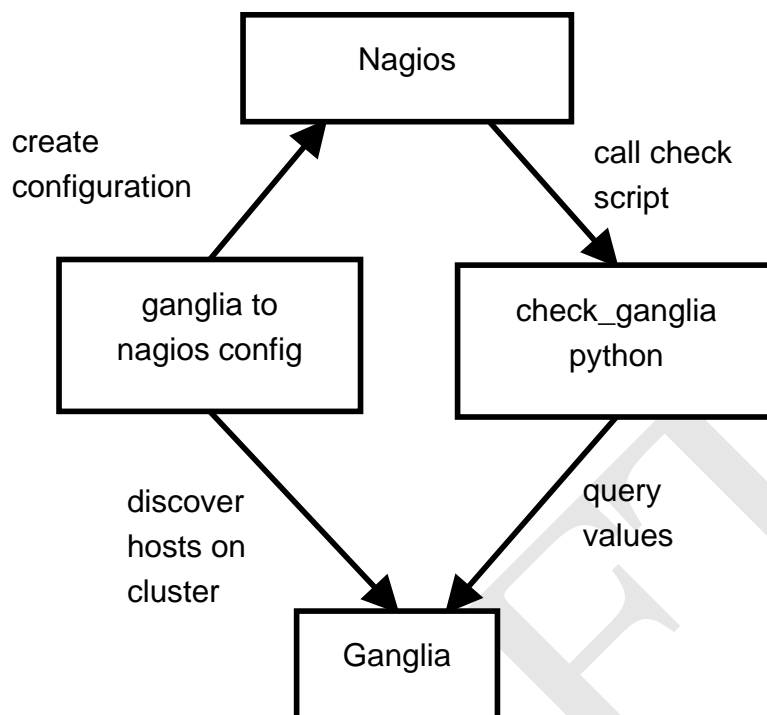 Nagios
create
configuration
call check
script
ganglia to
nagios config
check_ganglia
python
discover
hosts on
cluster
query
values
Ganglia
FT